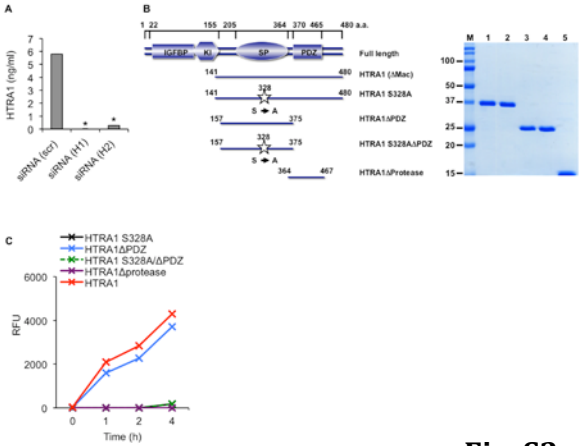 A
HTRA1 (ng/ml)
7
6
5
4
3
2
1
0
*
*
siRNA (scr)
siRNA (H1)
siRNA (H2)
B
1 22 155 205 364 370 465 480 a.a.
IGFBP KI SP PDZ Full length
141 480 HTRA1 (ΔMac)
328
141 480 HTRA1 S328A
S → A
157 375 HTRA1ΔPDZ
328
157 375 HTRA1 S328AΔPDZ
S → A
364 467 HTRA1ΔProtease
M 1 2 3 4 5
100
50
37
25
20
15
C
HTRA1 S328A
HTRA1ΔPDZ
HTRA1 S328A/ΔPDZ
HTRA1Δprotease
HTRA1
RFU
6000
4000
2000
0
0 1 2 4
Time (h)